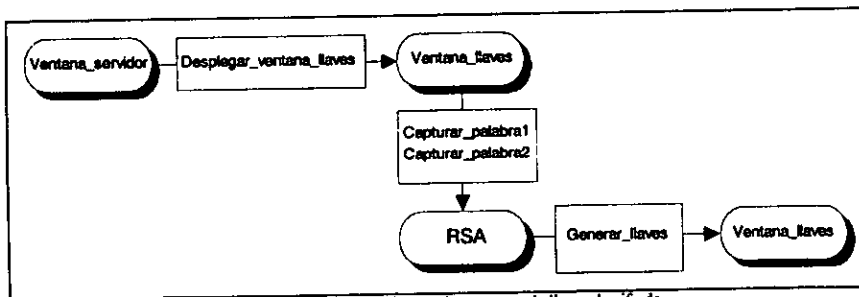 Ventana_servidor
Desplegar_ventana_llaves
Ventana_llaves
Capturar_palabra1
Capturar_palabra2
RSA
Generar_llaves
Ventana_llaves